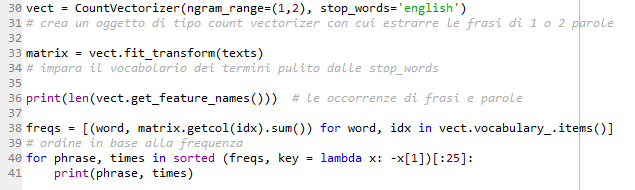 30 vect = CountVectorizer(ngram_range=(1,2), stop_words='english')
31 # crea un oggetto di tipo count vectorizer con cui estrarre le frasi di 1 o 2 parole
32
33 matrix = vect.fit_transform(texts)
34 # impara il vocabolario dei termini pulito dalle stop_words
35
36 print(len(vect.get_feature_names()))  # le occorrenze di frasi e parole
37
38 freqs = [(word, matrix.getcol(idx).sum()) for word, idx in vect.vocabulary_.items()]
39 # ordine in base alla frequenza
40 for phrase, times in sorted (freqs, key = lambda x: -x[1])[:25]:
41     print(phrase, times)